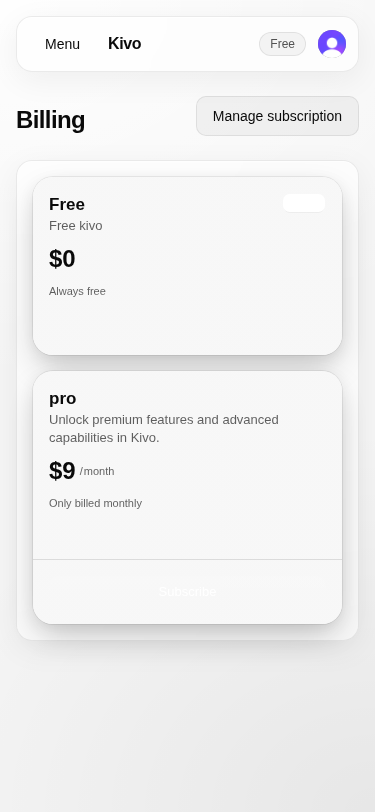 Menu Kivo Free
Billing
Manage subscription
Free
Free kivo
$0
Always free
pro
Unlock premium features and advanced
capabilities in Kivo.
$9 /month
Only billed monthly
Subscribe